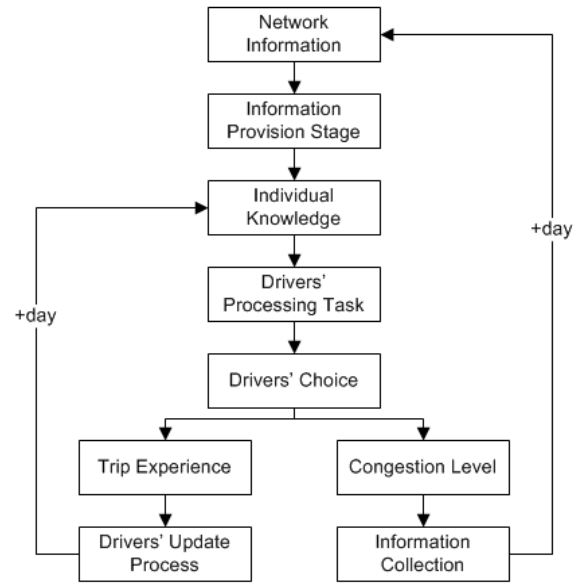 Network
Information
Information
Provision Stage
Individual
Knowledge
+day
Drivers'
Processing Task
+day
Drivers' Choice
Trip Experience
Congestion Level
Drivers' Update
Process
Information
Collection